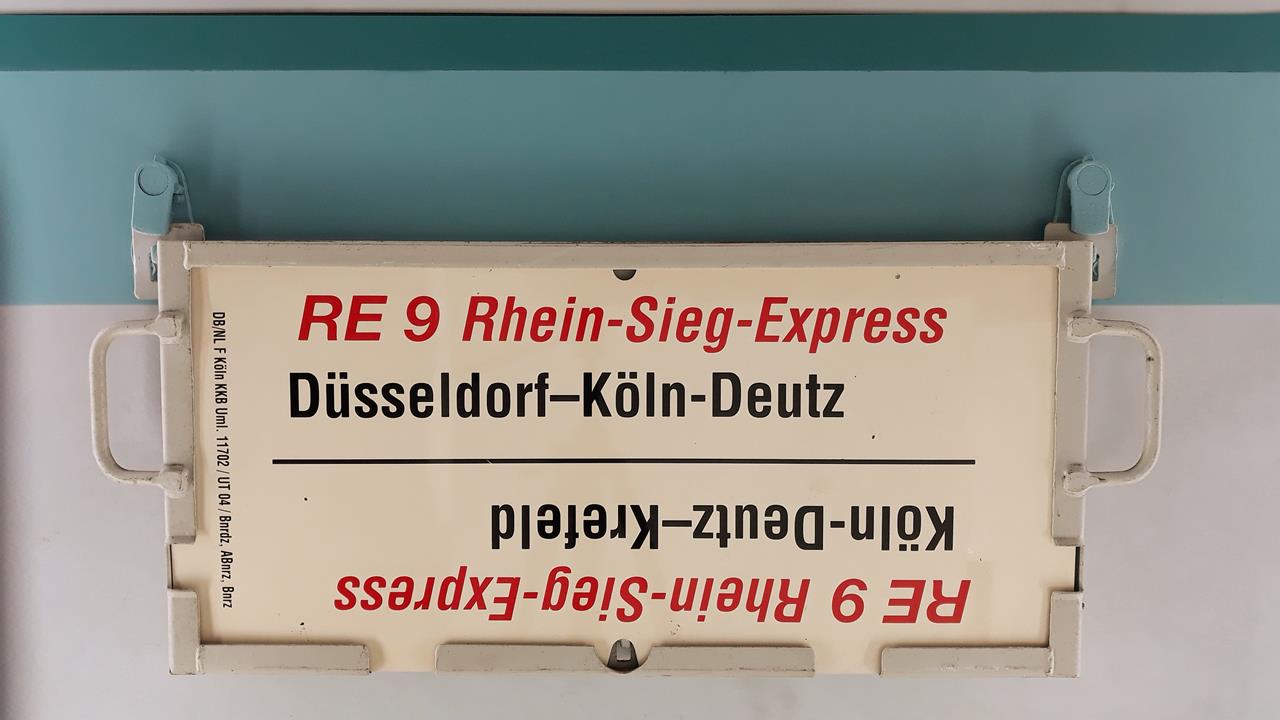 RE 9 Rhein-Sieg-Express
Düsseldorf–Köln-Deutz
RE 9 Rhein-Sieg-Express
Köln-Deutz–Krefeld
DB/NL F Köln KKB Uml. 11702 / UT 04 / Bnrdz, ABnrz, Bnrz